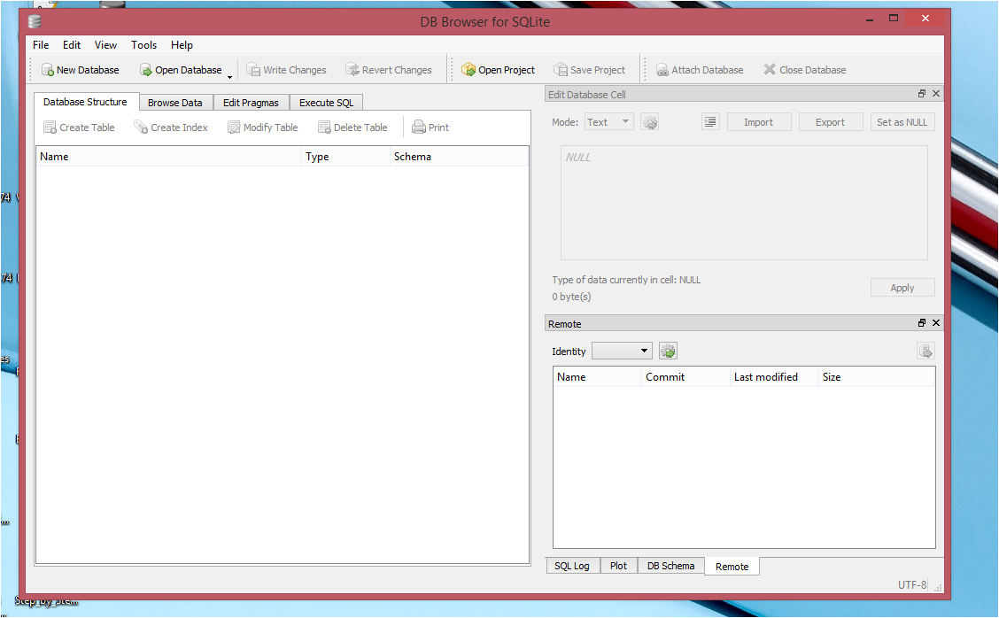 DB Browser for SQLite
File Edit View Tools Help
New Database Open Database Write Changes Revert Changes Open Project Save Project Attach Database Close Database
Database Structure Browse Data Edit Pragmas Execute SQL
Create Table Create Index Modify Table Delete Table Print
Name Type Schema
Edit Database Cell
Mode: Text Import Export Set as NULL
NULL
Type of data currently in cell: NULL
0 byte(s)
Apply
Remote
Identity
Name Commit Last modified Size
SQL Log Plot DB Schema Remote
UTF-8
74
74
es
Step_by_Ste...